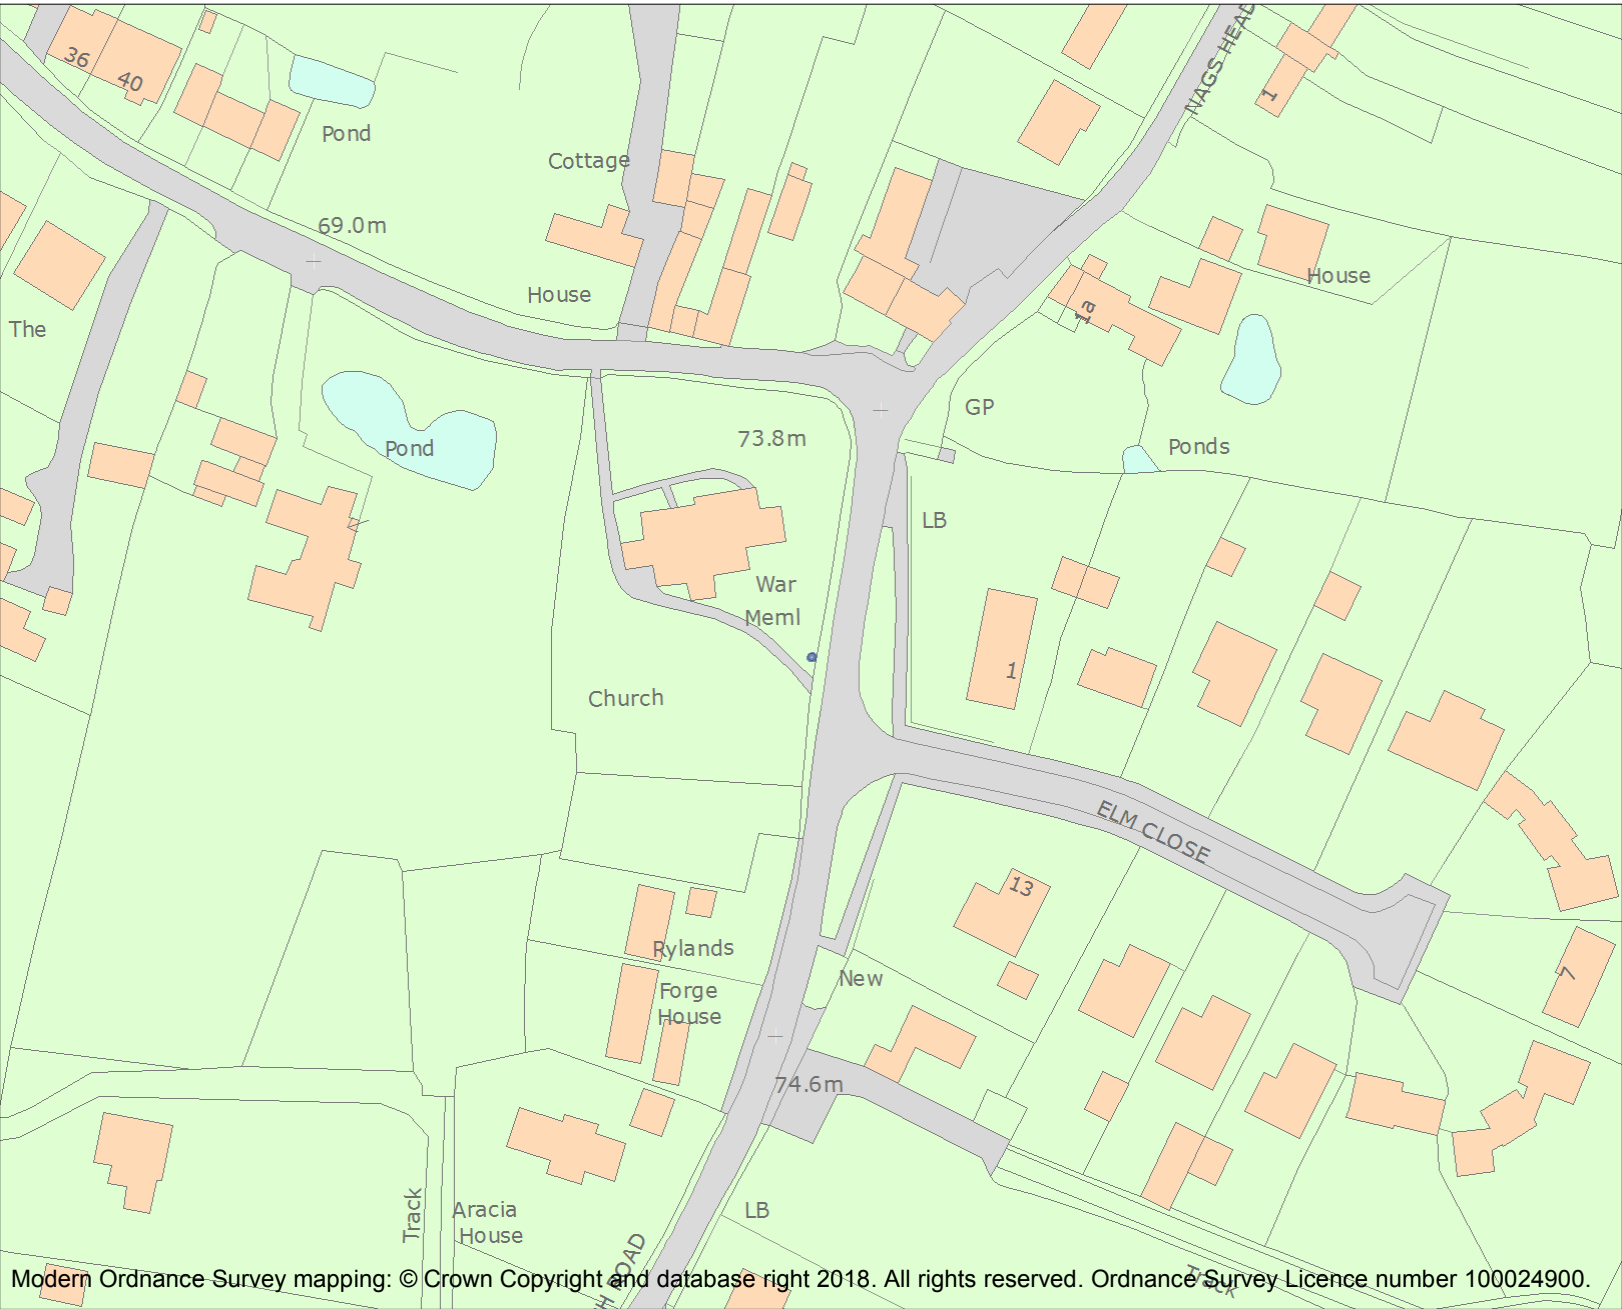 36
40
Pond
Cottage
NAGS HEAD
1
69.0m
House
House
The
1a
GP
73.8m
Pond
Ponds
LB
War
Meml
1
Church
ELM CLOSE
13
Rylands
New
7
Forge
House
74.6m
Track
Aracia
House
LB
H ROAD
Track
Modern Ordnance Survey mapping: © Crown Copyright and database right 2018. All rights reserved. Ordnance Survey Licence number 100024900.